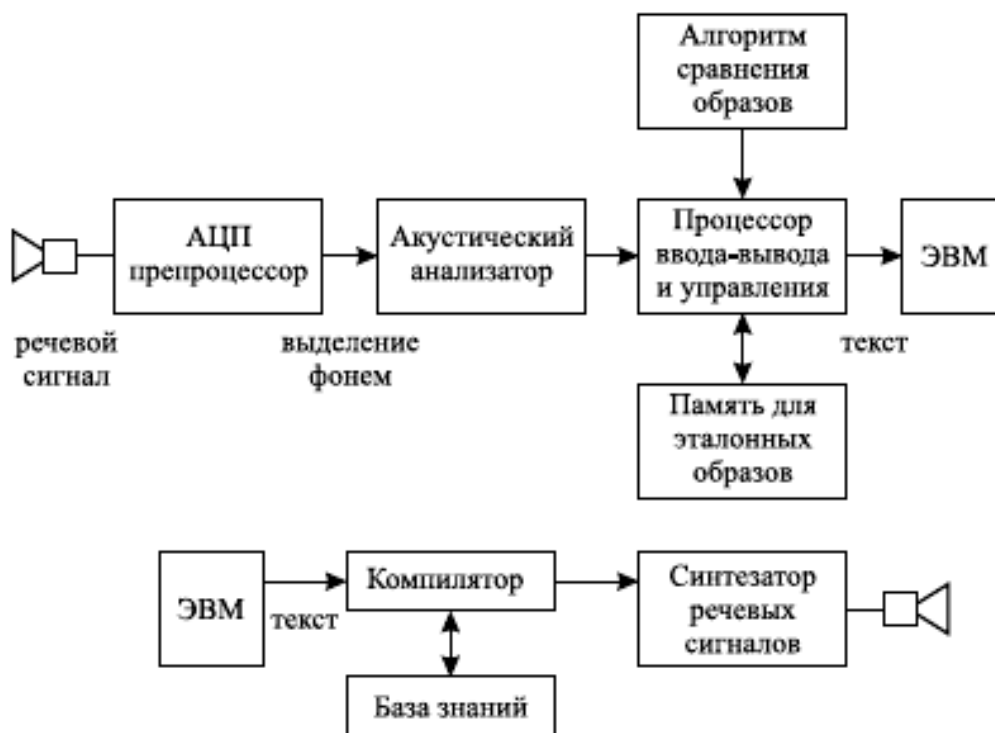 Алгоритм
сравнения
образов
АЦП
препроцессор
Акустический
анализатор
Процессор
ввода-вывода
и управления
ЭВМ
речевой
сигнал
выделение
фонем
текст
Память для
эталонных
образов
ЭВМ
текст
Компилятор
Синтезатор
речевых
сигналов
База знаний